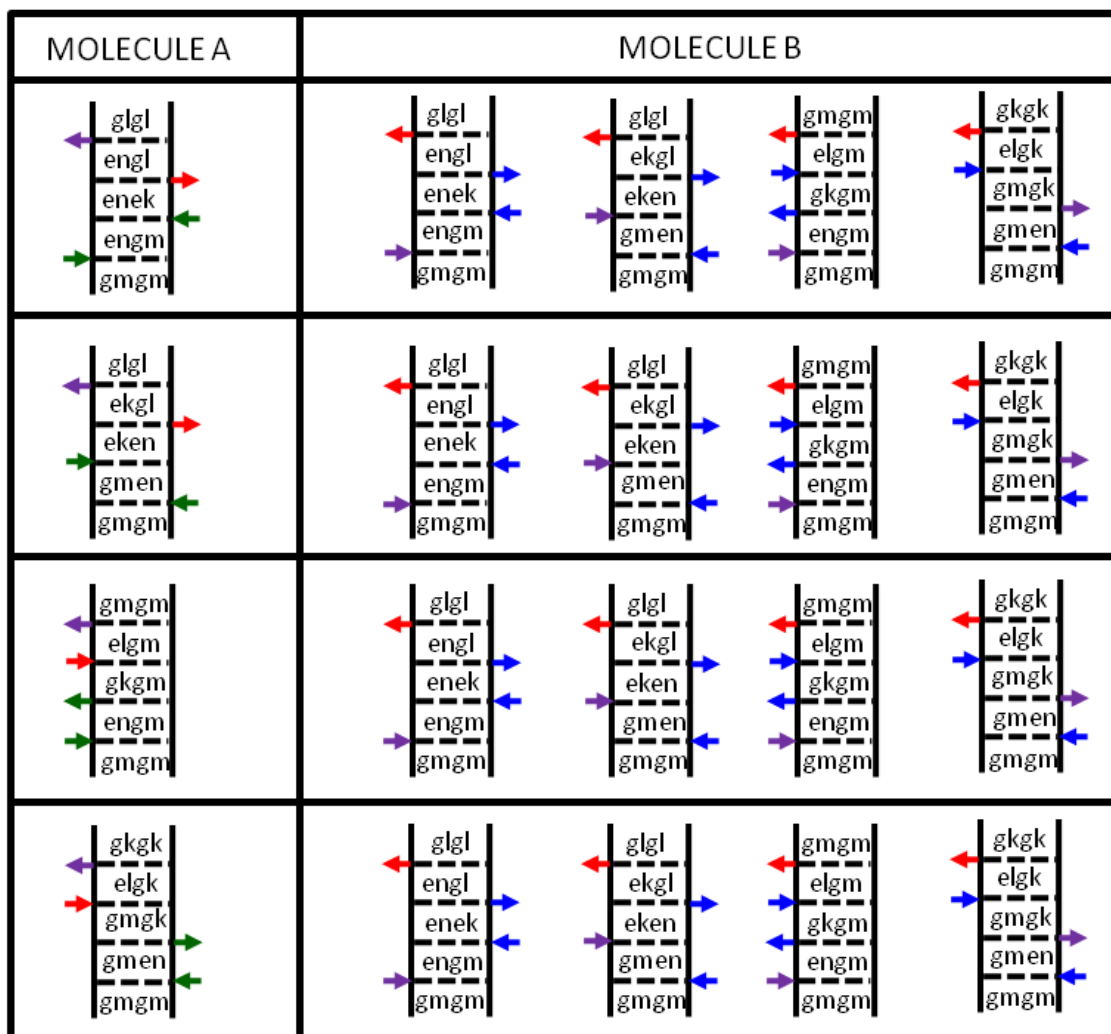 MOLECULE A MOLECULE B
glgl glgl glgl gmgm gkgk
engl engl ekgl elgm elgk
enek enek eken gkgm gmgk
engm engm gmen engm gmen
gmgm gmgm gmgm gmgm gmgm
glgl glgl glgl gmgm gkgk
ekgl engl ekgl elgm elgk
eken enek eken gkgm gmgk
gmen engm gmen engm gmen
gmgm gmgm gmgm gmgm gmgm
gmgm glgl glgl gmgm gkgk
elgm engl ekgl elgm elgk
gkgm enek eken gkgm gmgk
engm engm gmen engm gmen
gmgm gmgm gmgm gmgm gmgm
gkgk glgl glgl gmgm gkgk
elgk engl ekgl elgm elgk
gmgk enek eken gkgm gmgk
gmen engm gmen engm gmen
gmgm gmgm gmgm gmgm gmgm